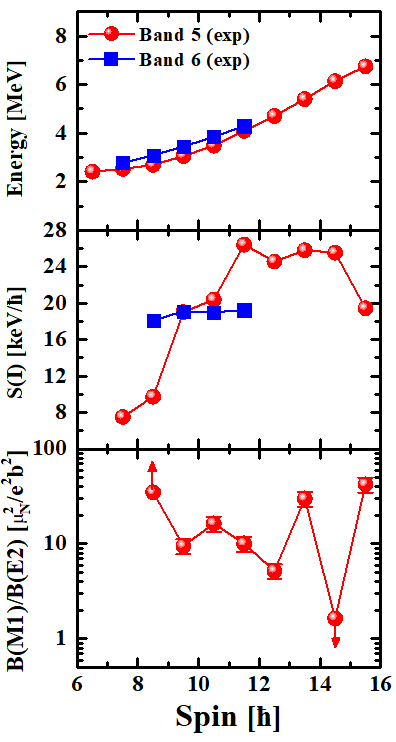 Band 5 (exp)
Band 6 (exp)
Energy [MeV]
8
6
4
2
S(I) [keV/ħ]
28
24
20
16
12
8
B(M1)/B(E2) [μ²N/e²b²]
100
10
1
6 8 10 12 14 16
Spin [ħ]